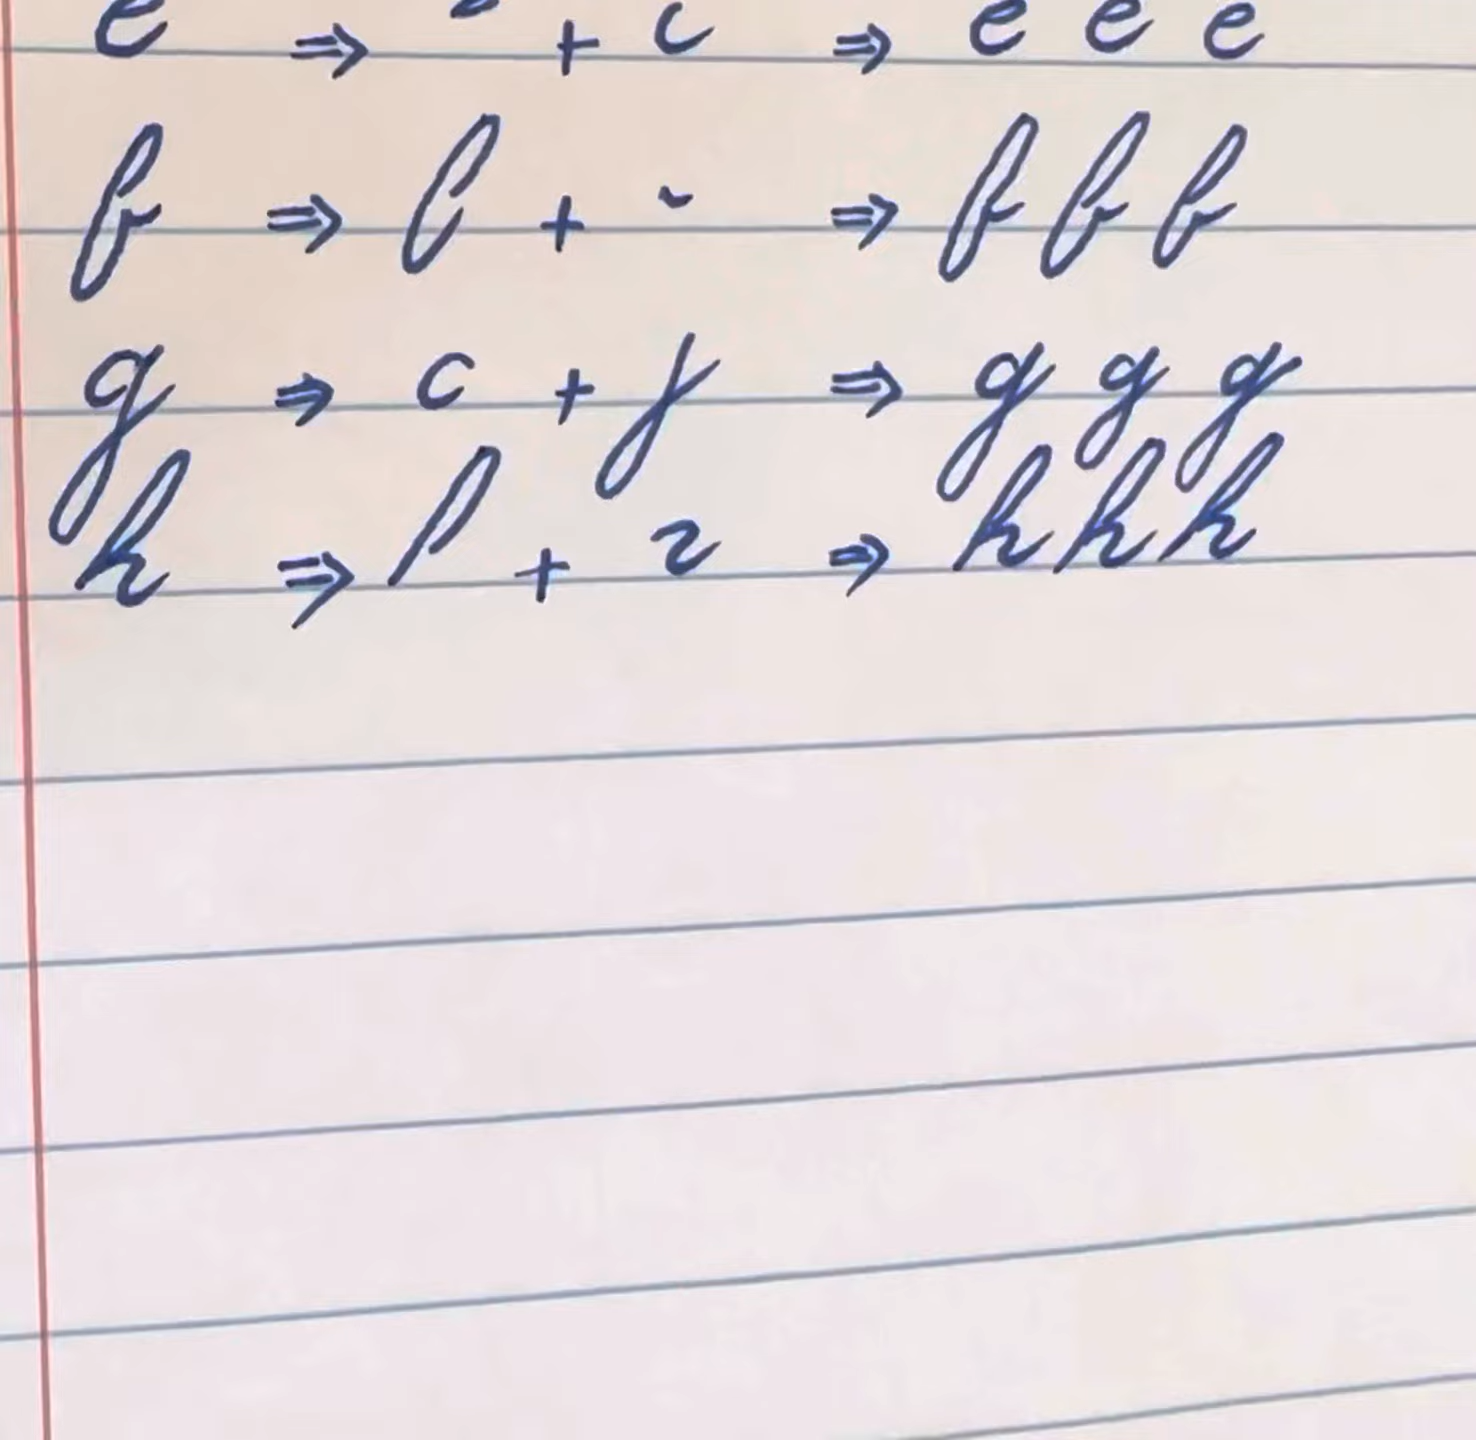 e ⇒ + c ⇒ e e e
f ⇒ l + ~ ⇒ f f f
g ⇒ c + j ⇒ g g g
h ⇒ l + 2 ⇒ h h h